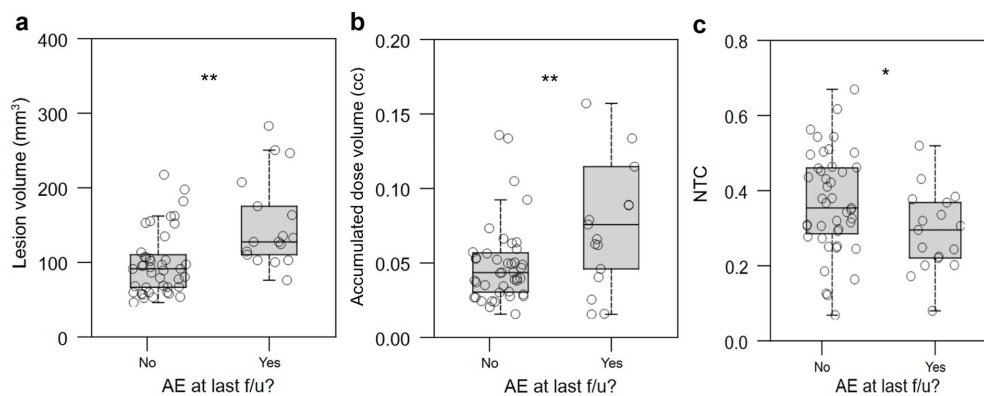 a
Lesion volume (mm³)
400
300
200
100
0
**
No
Yes
AE at last f/u?
b
Accumulated dose volume (cc)
0.20
0.15
0.10
0.05
0.00
**
No
Yes
AE at last f/u?
c
NTC
0.8
0.6
0.4
0.2
0.0
*
No
Yes
AE at last f/u?